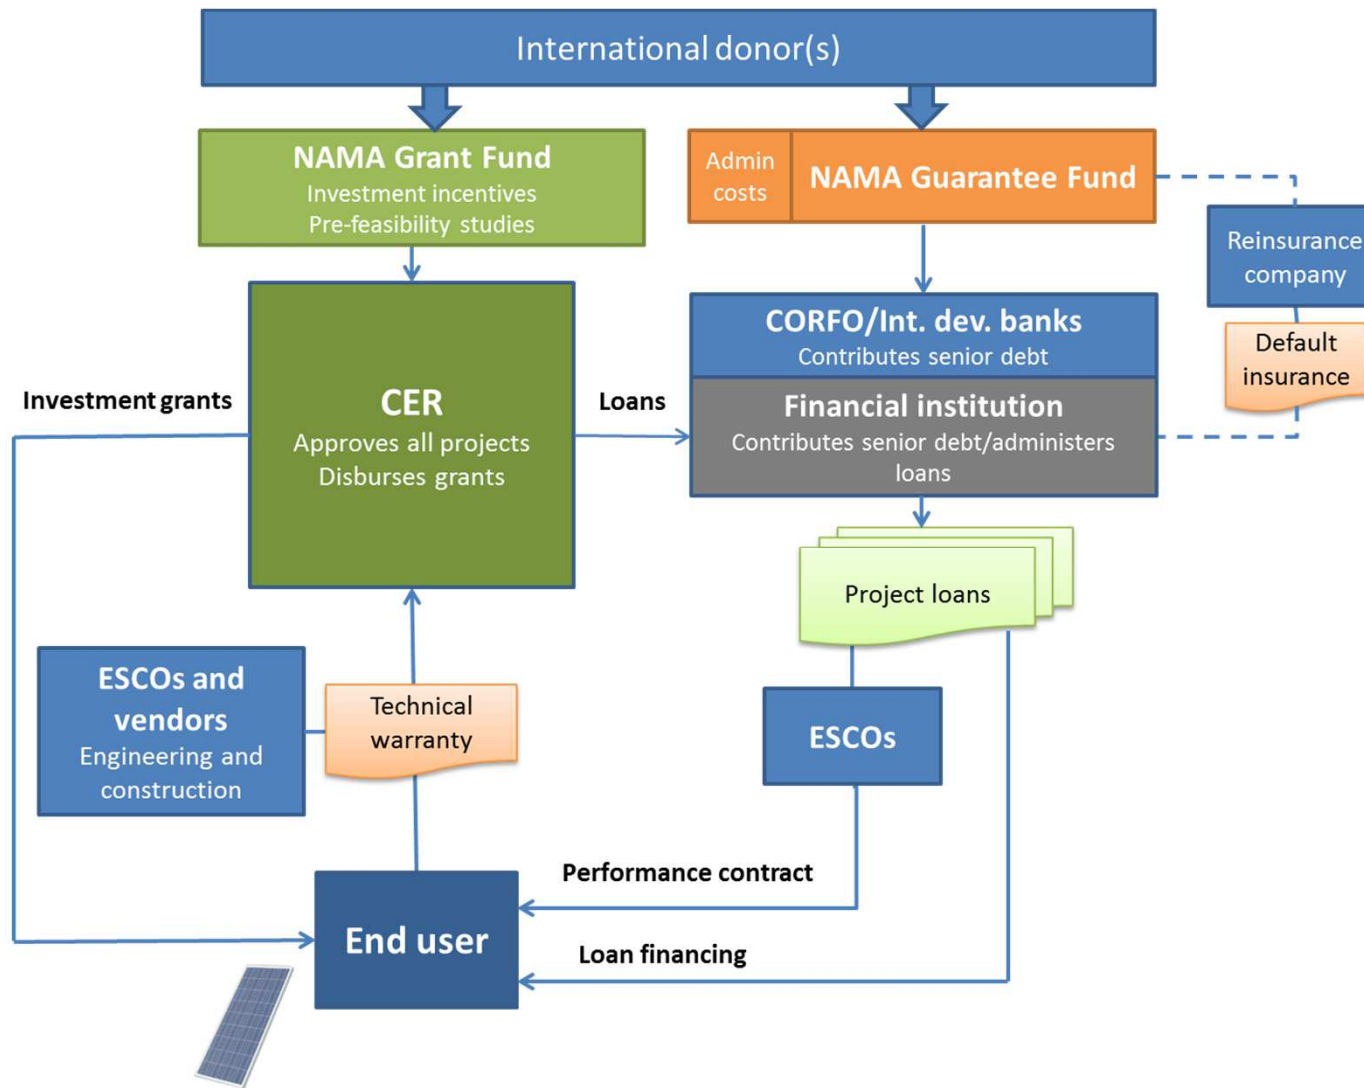 International donor(s)
NAMA Grant Fund
Investment incentives
Pre-feasibility studies
Admin
costs
NAMA Guarantee Fund
Reinsurance
company
Default
insurance
CORFO/Int. dev. banks
Contributes senior debt
Financial institution
Contributes senior debt/administers
loans
Investment grants
CER
Approves all projects
Disburses grants
Loans
Project loans
ESCOs and
vendors
Engineering and
construction
Technical
warranty
ESCOs
Performance contract
End user
Loan financing